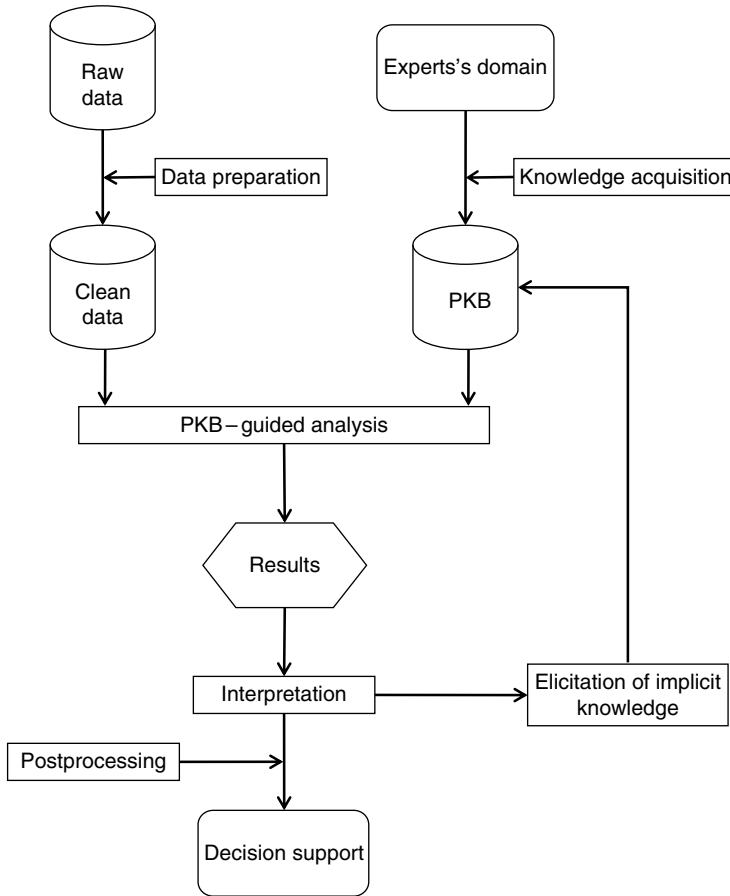 Raw
data
Experts's domain
Data preparation
Knowledge acquisition
Clean
data
PKB
PKB–guided analysis
Results
Interpretation
Elicitation of implicit
knowledge
Postprocessing
Decision support